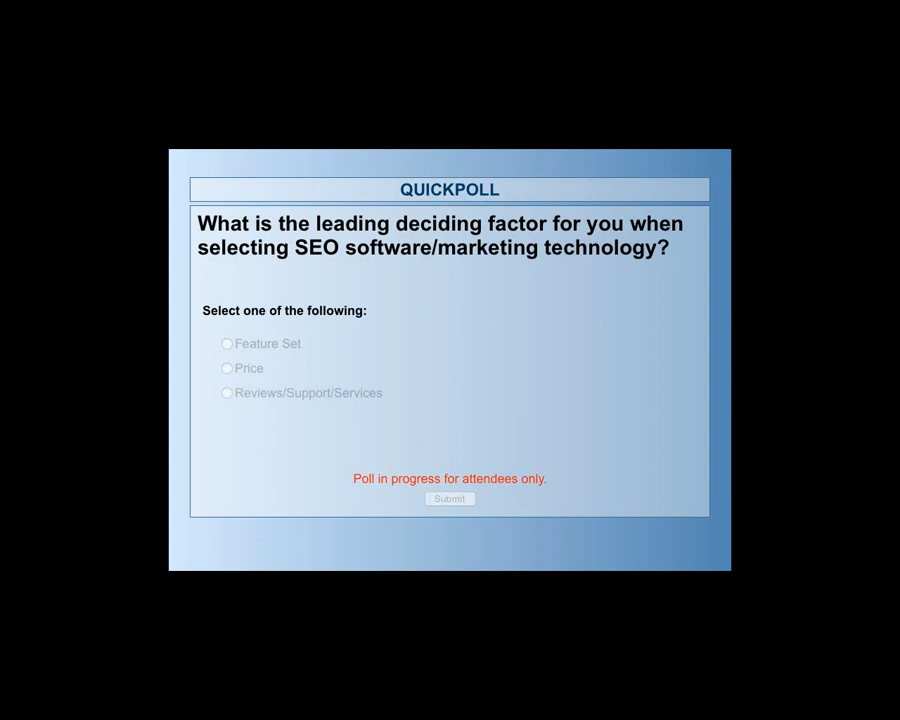 QUICKPOLL
What is the leading deciding factor for you when
selecting SEO software/marketing technology?
Select one of the following:
Feature Set
Price
Reviews/Support/Services
Poll in progress for attendees only.
Submit